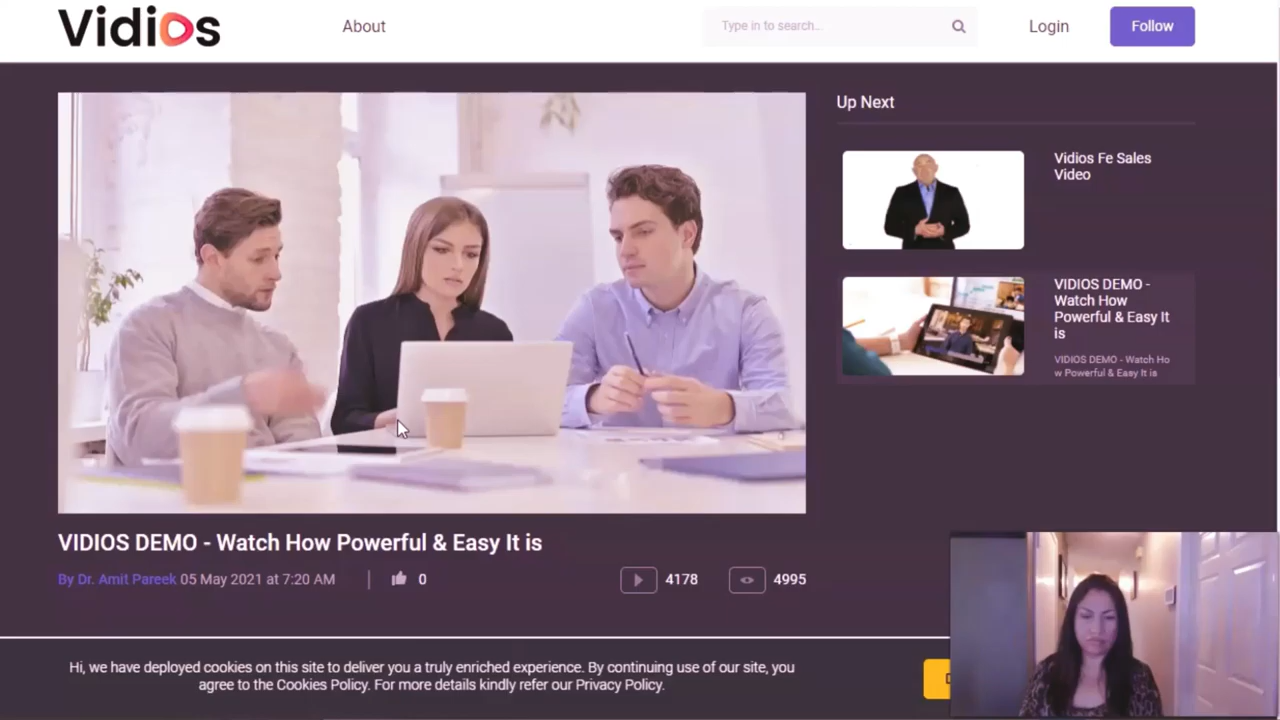 Vidios
About
Type in to search...
Login
Follow
Up Next
Vidios Fe Sales
Video
VIDIOS DEMO -
Watch How
Powerful & Easy It
is
VIDIOS DEMO - Watch Ho
w Powerful & Easy It is
VIDIOS DEMO - Watch How Powerful & Easy It is
By Dr. Amit Pareek 05 May 2021 at 7:20 AM
0
4178
4995
Hi, we have deployed cookies on this site to deliver you a truly enriched experience. By continuing use of our site, you
agree to the Cookies Policy. For more details kindly refer our Privacy Policy.